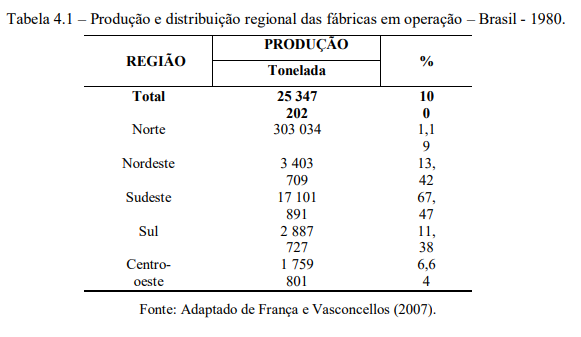 Tabela 4.1 – Produção e distribuição regional das fábricas em operação – Brasil - 1980.
REGIÃO PRODUÇÃO %
Tonelada
Total 25 347 10
202 0
Norte 303 034 1,1
9
Nordeste 3 403 13,
709 42
Sudeste 17 101 67,
891 47
Sul 2 887 11,
727 38
Centro- 1 759 6,6
oeste 801 4
Fonte: Adaptado de França e Vasconcellos (2007).